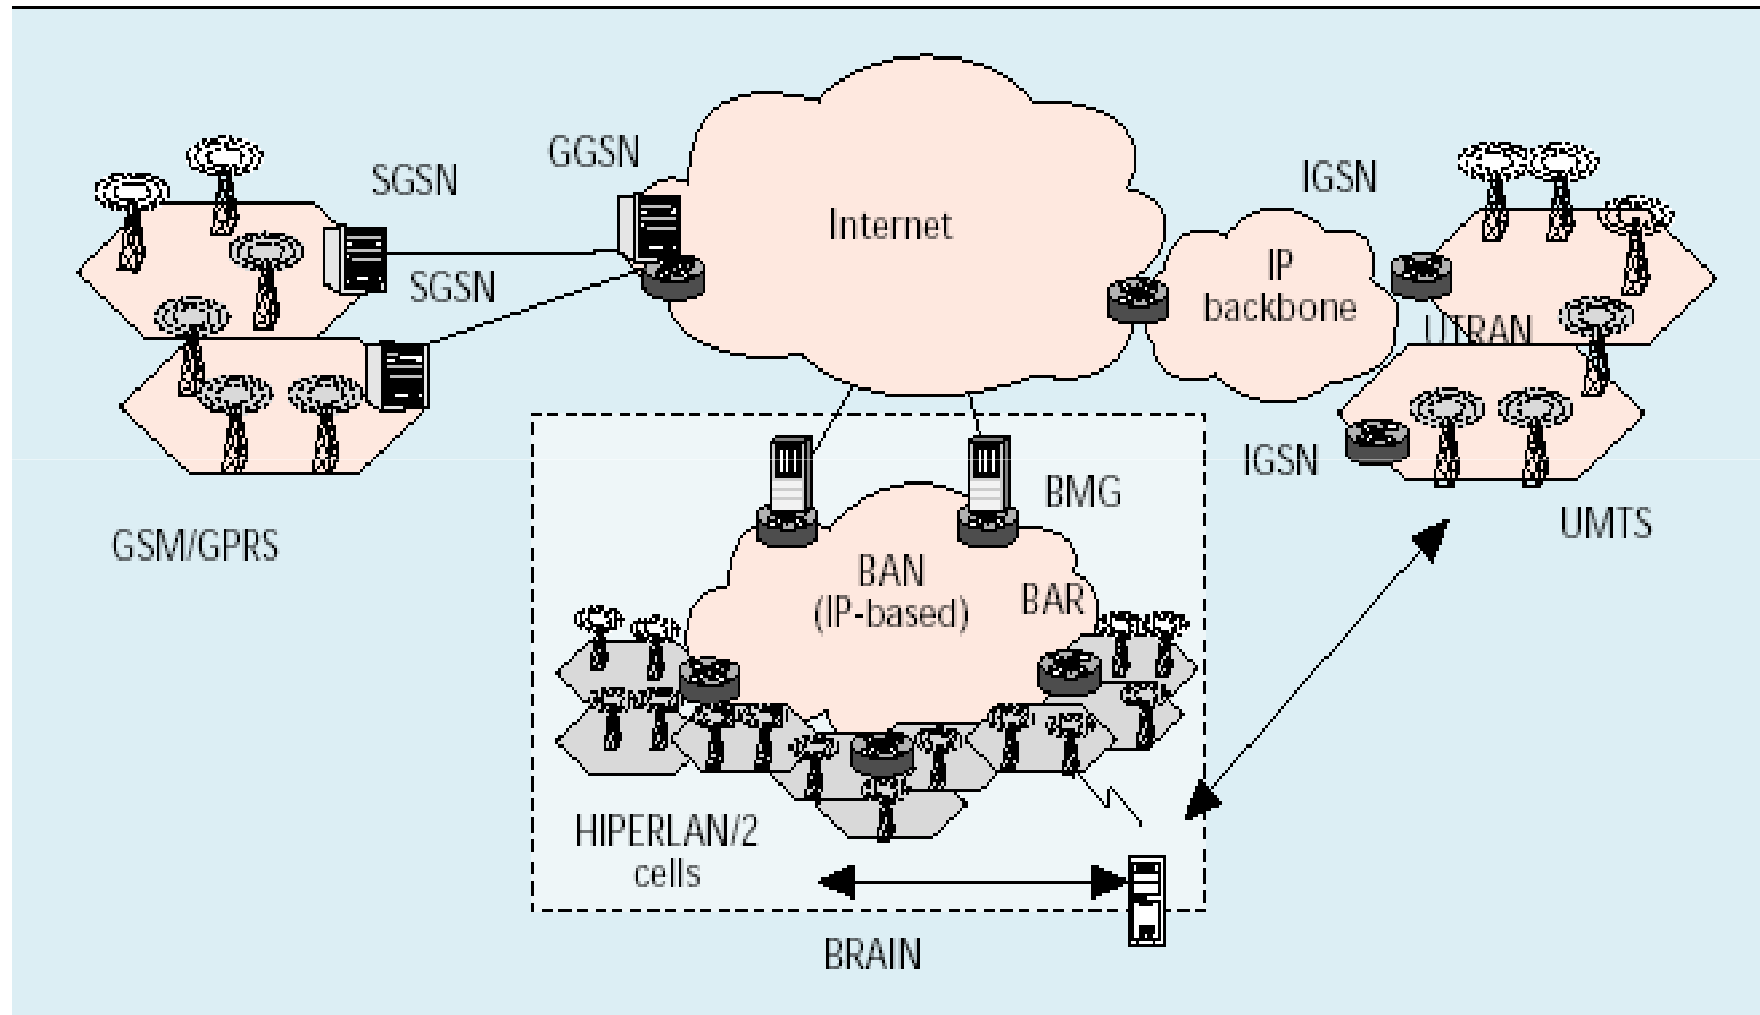 GGSN
SGSN
IGSN
Internet
SGSN
IP
backbone
UTRAN
IGSN
BMG
UMTS
GSM/GPRS
BAN
(IP-based)
BAR
HIPERLAN/2
cells
BRAIN